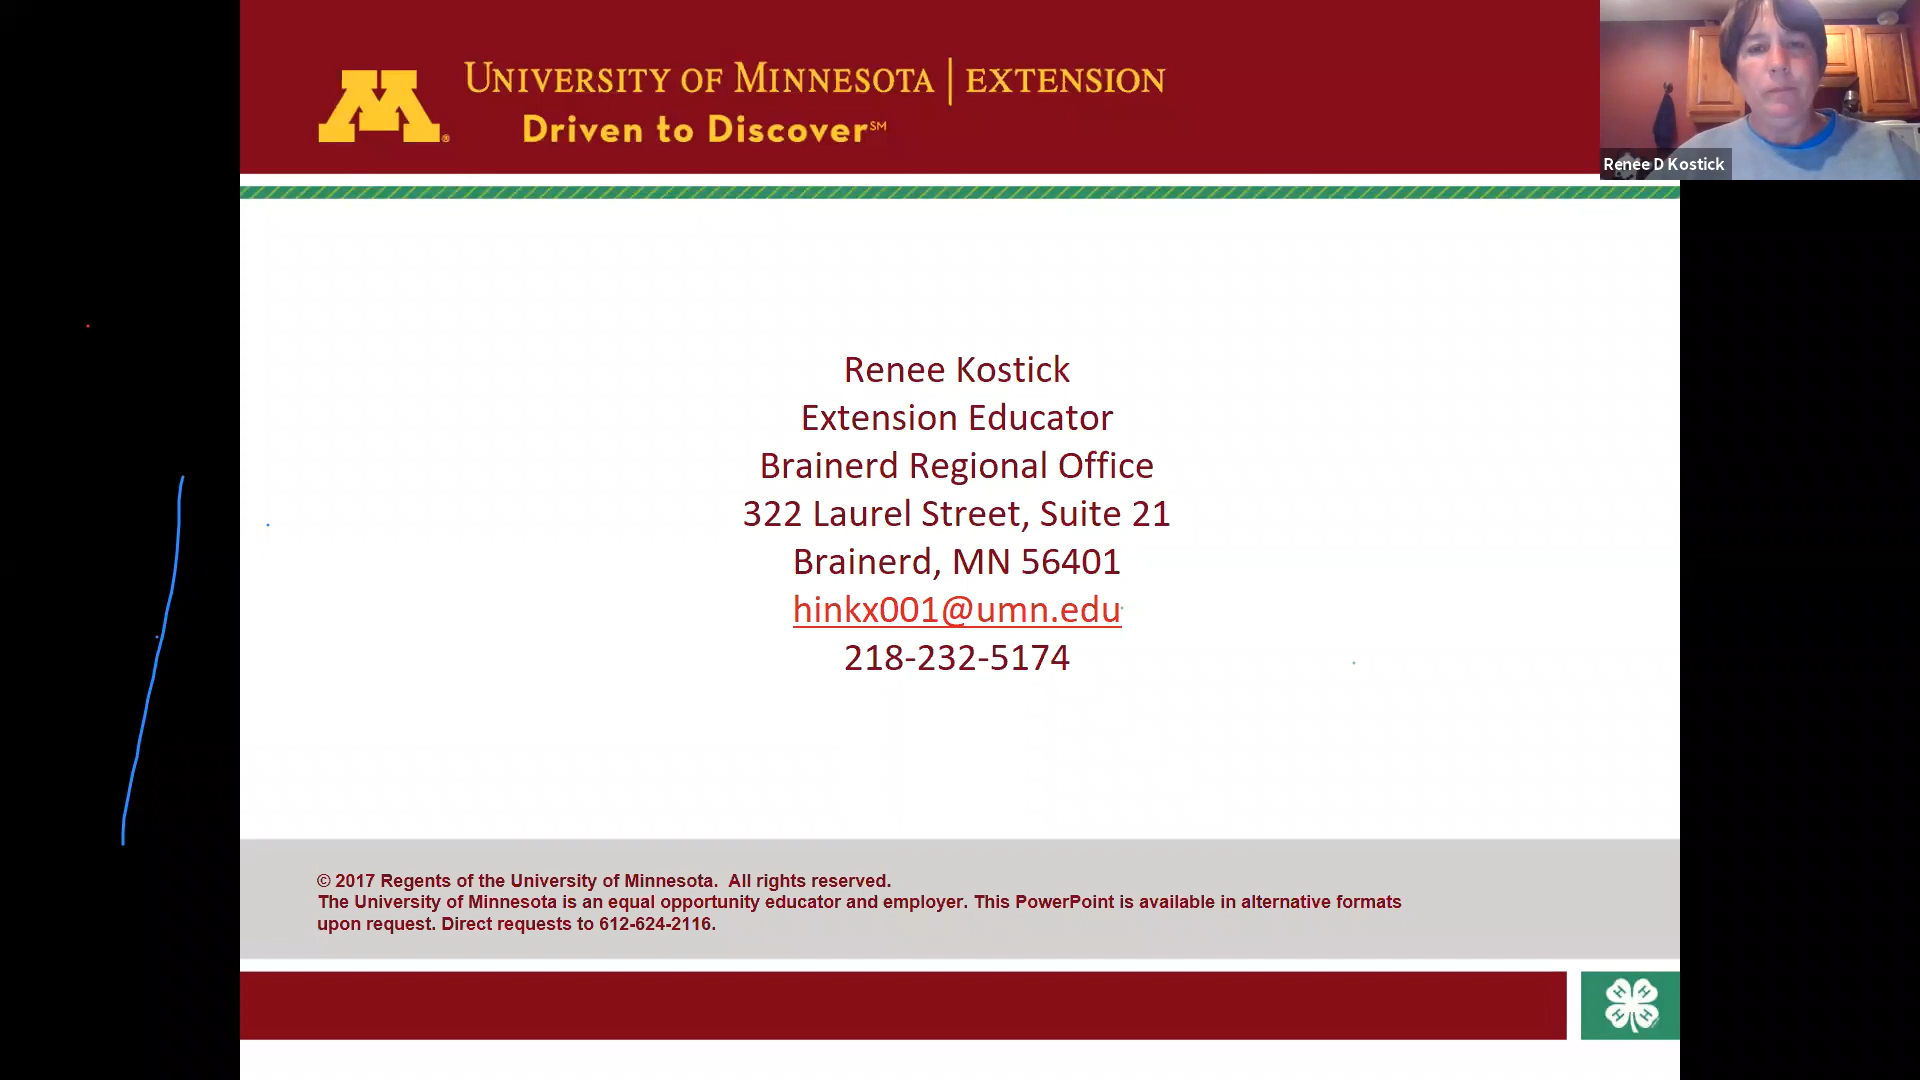 M®
UNIVERSITY OF MINNESOTA | EXTENSION
Driven to Discover℠
Renee D Kostick
Renee Kostick
Extension Educator
Brainerd Regional Office
322 Laurel Street, Suite 21
Brainerd, MN 56401
hinkx001@umn.edu
218-232-5174
© 2017 Regents of the University of Minnesota.  All rights reserved.
The University of Minnesota is an equal opportunity educator and employer. This PowerPoint is available in alternative formats
upon request. Direct requests to 612-624-2116.
H H H H